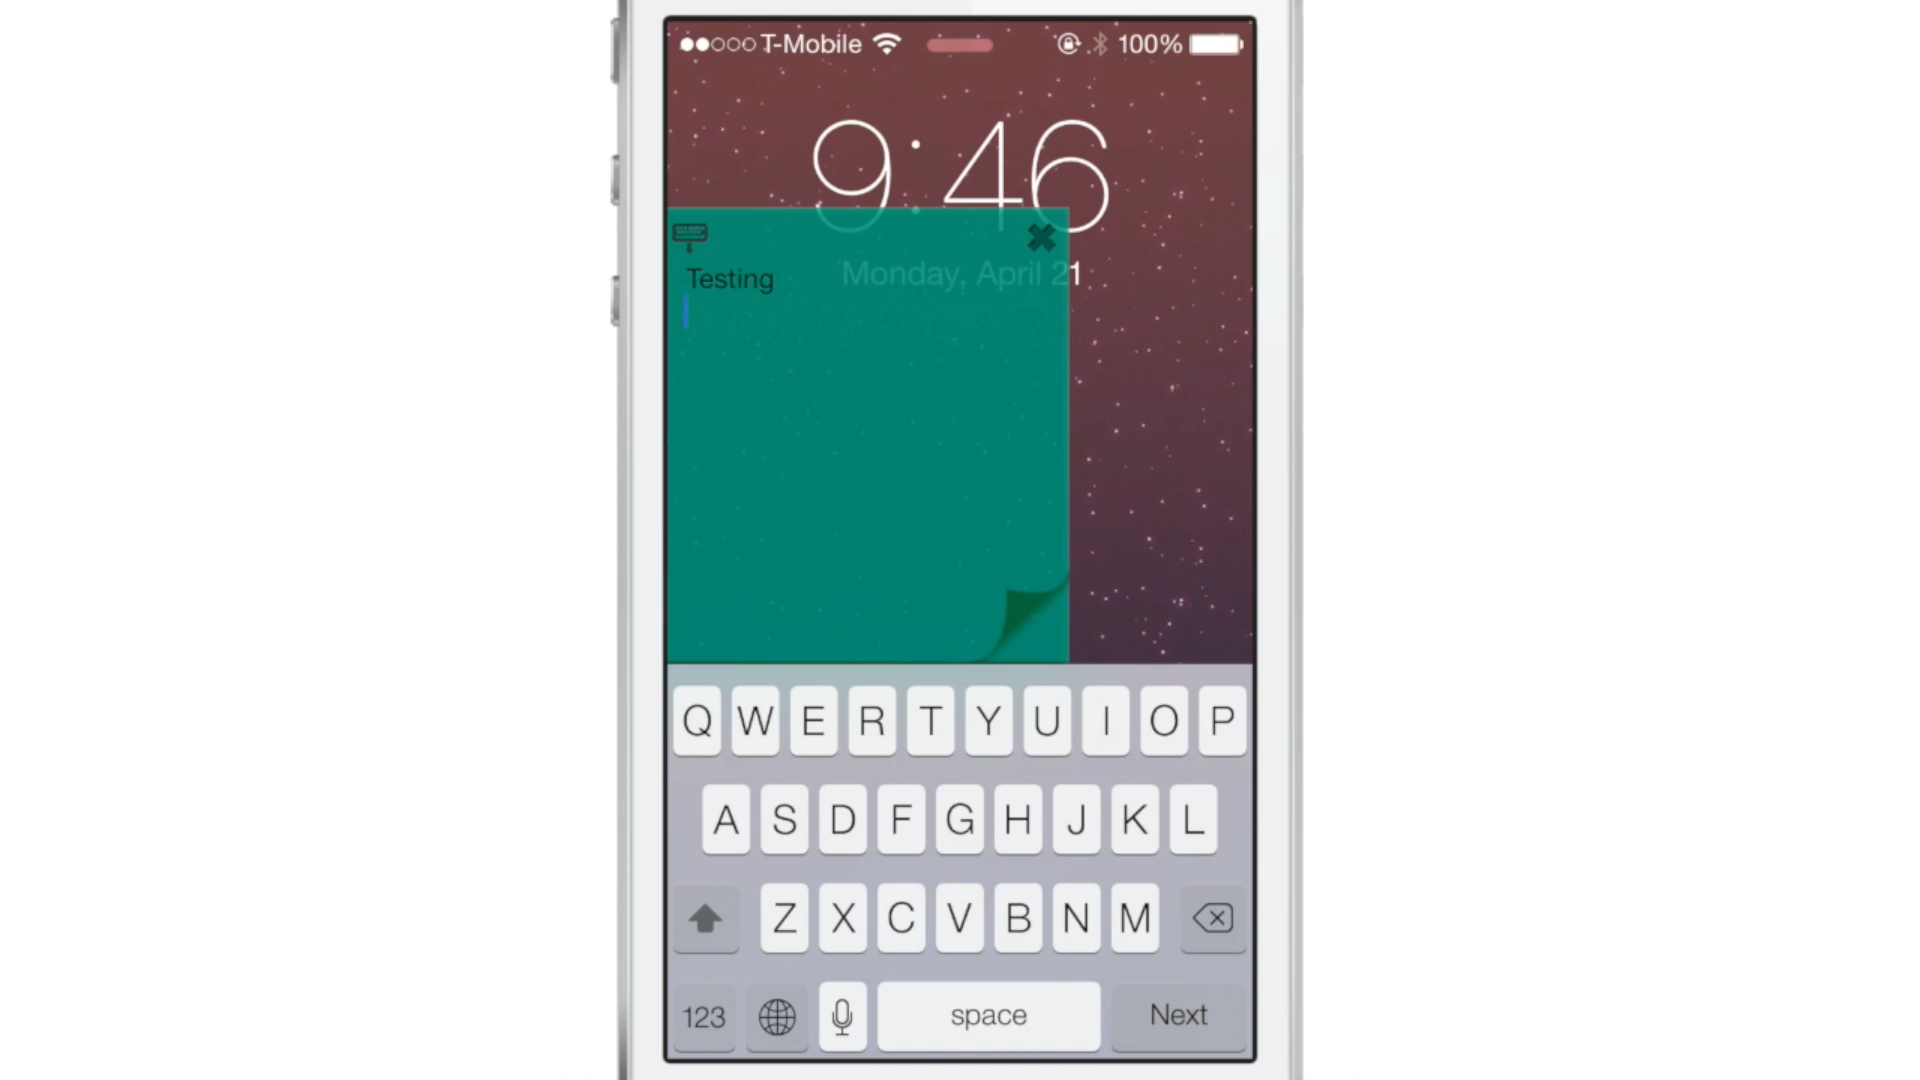 T-Mobile 100%
9:46
Monday, April 21
Testing
Q W E R T Y U I O P
A S D F G H J K L
Z X C V B N M
123 space Next